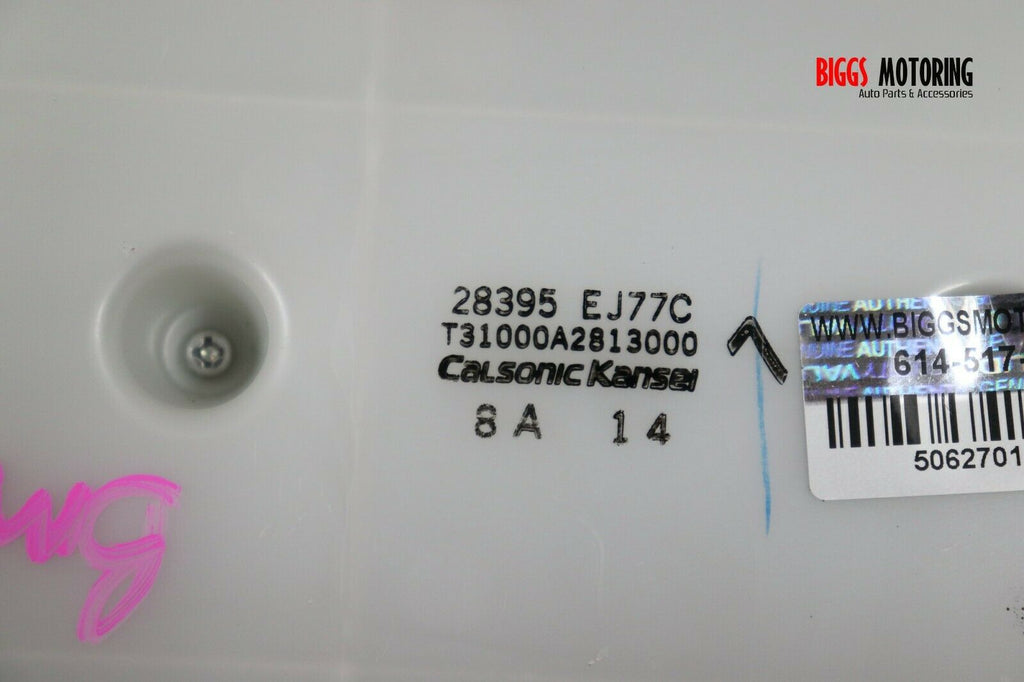 BIGGS MOTORING
Auto Parts & Accessories
28395 EJ77C
T31000A2813000
CALSONIC KANSEI
8A 14
WWW.BIGGSMOT
614-517-
5062701